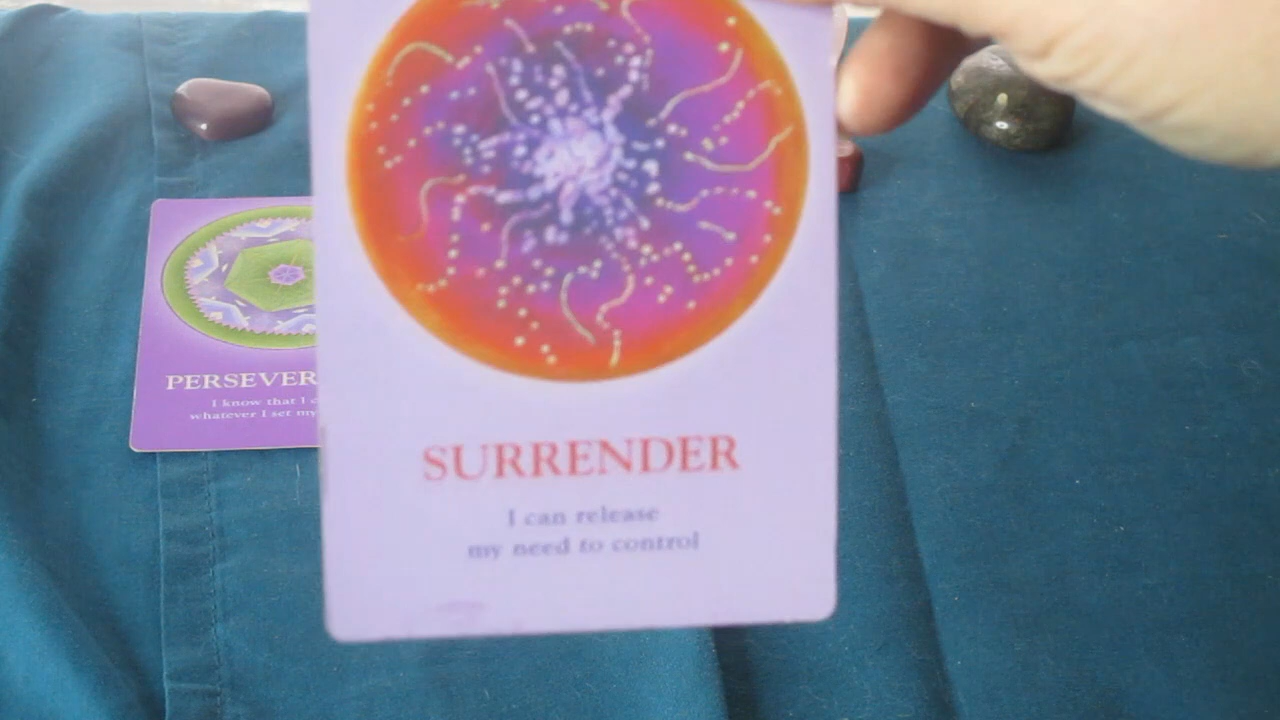 PERSEVER
I know that I
whatever I set my
SURRENDER
I can release
my need to control